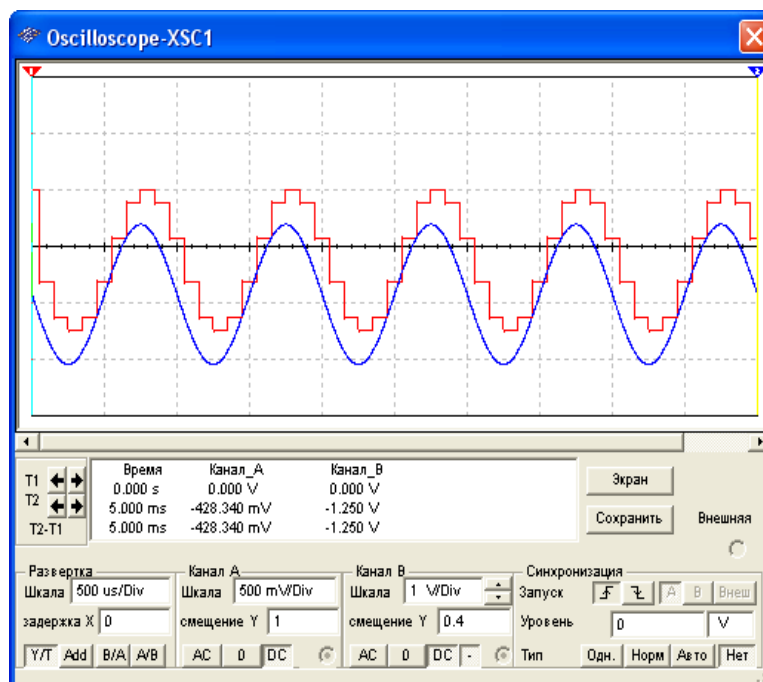 Oscilloscope-XSC1
1 2
Время Канал_A Канал_B
T1 0.000 s 0.000 V 0.000 V
T2 5.000 ms -428.340 mV -1.250 V
T2-T1 5.000 ms -428.340 mV -1.250 V
Экран
Сохранить
Внешняя
Развертка
Шкала 500 us/Div
задержка X 0
Y/T Add B/A A/B
Канал A
Шкала 500 mV/Div
смещение Y 1
AC 0 DC
Канал B
Шкала 1 V/Div
смещение Y 0.4
AC 0 DC -
Синхронизация
Запуск A B Внеш
Уровень 0 V
Тип Одн. Норм Авто Нет